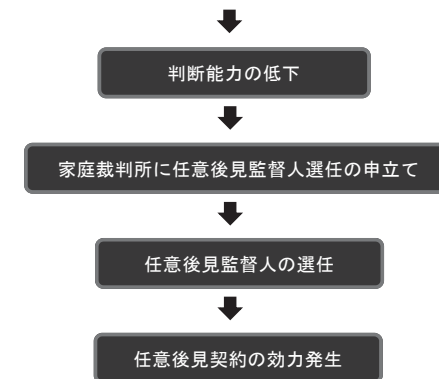 判断能力の低下
家庭裁判所に任意後見監督人選任の申立て
任意後見監督人の選任
任意後見契約の効力発生